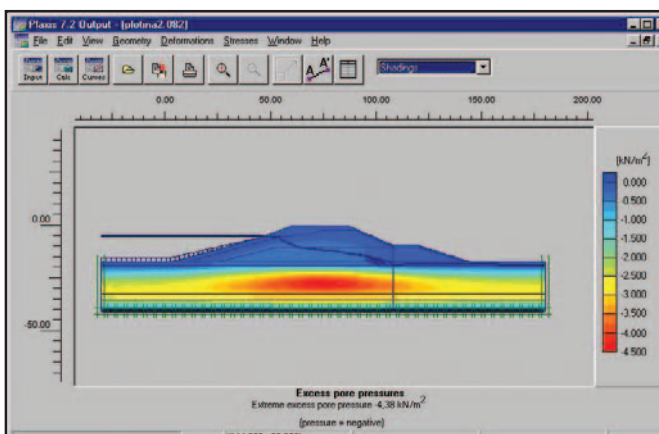 Plaxis 7.2 Output - [plotina2.082]
File Edit View Geometry Deformations Stresses Window Help
Input Calc Curves A A' Shadings
0.00 50.00 100.00 150.00 200.00
0.00
-50.00
[kN/m²]
0.000
-0.500
-1.000
-1.500
-2.000
-2.500
-3.000
-3.500
-4.000
-4.500
Excess pore pressures
Extreme excess pore pressure -4,38 kN/m²
(pressure = negative)